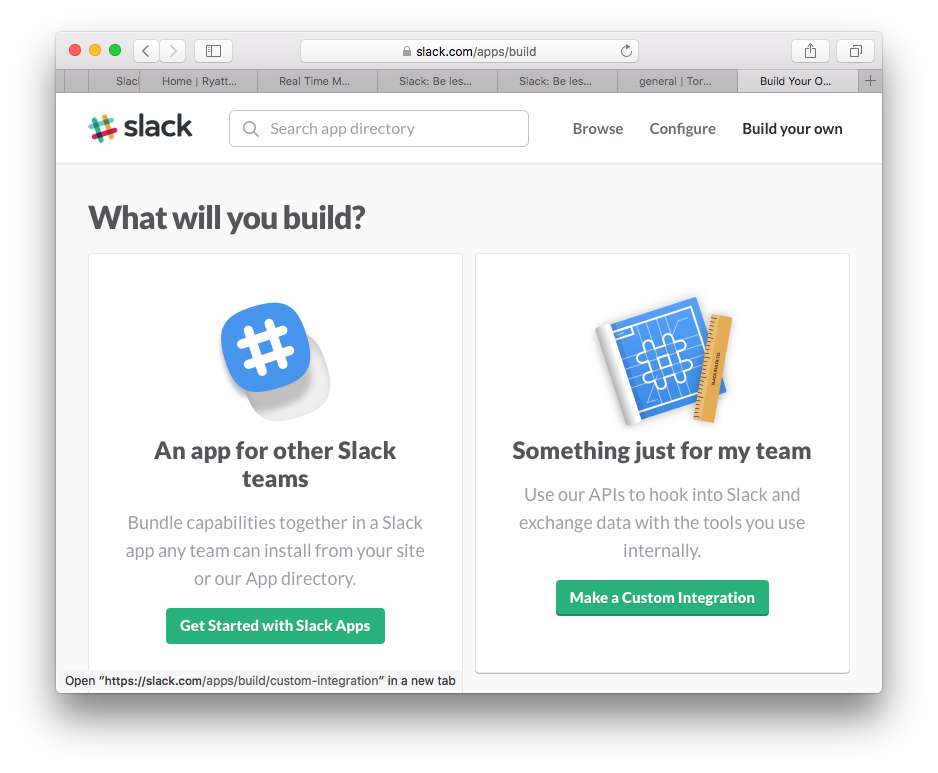 slack.com/apps/build
Slac Home | Ryatt... Real Time M... Slack: Be les... Slack: Be les... general | Tor... Build Your O...
slack Search app directory Browse Configure Build your own
What will you build?
An app for other Slack
teams
Bundle capabilities together in a Slack
app any team can install from your site
or our App directory.
Get Started with Slack Apps
Something just for my team
Use our APIs to hook into Slack and
exchange data with the tools you use
internally.
Make a Custom Integration
Open “https://slack.com/apps/build/custom-integration” in a new tab